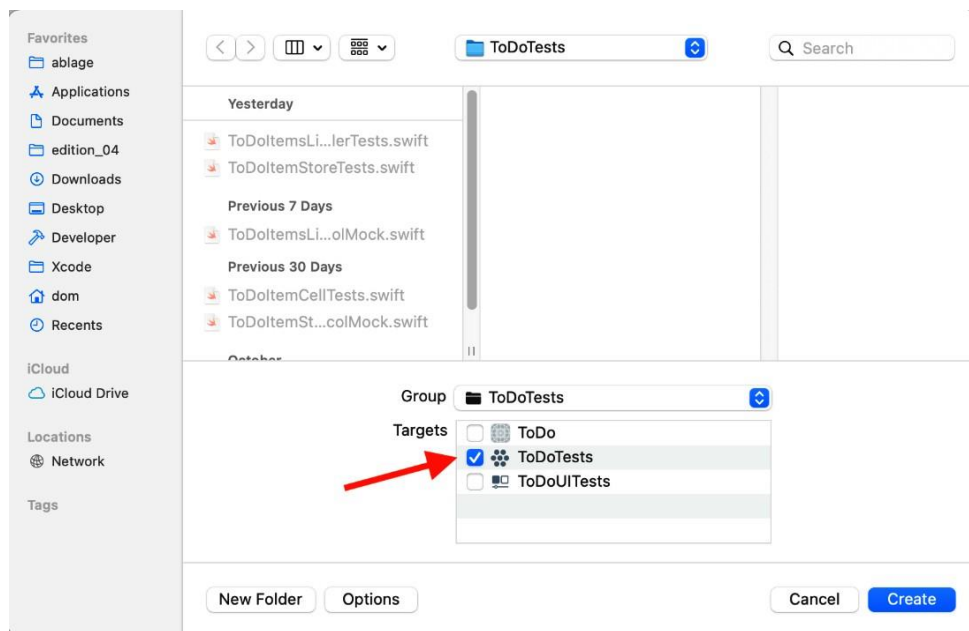 Favorites
ablage
Applications
Documents
edition_04
Downloads
Desktop
Developer
Xcode
dom
Recents
iCloud
iCloud Drive
Locations
Network
Tags
ToDoTests
Search
Yesterday
ToDoItemsLi...lerTests.swift
ToDoItemStoreTests.swift
Previous 7 Days
ToDoItemsLi...olMock.swift
Previous 30 Days
ToDoItemCellTests.swift
ToDoItemSt...colMock.swift
October
Group ToDoTests
Targets ToDo
ToDoTests
ToDoUITests
New Folder Options Cancel Create